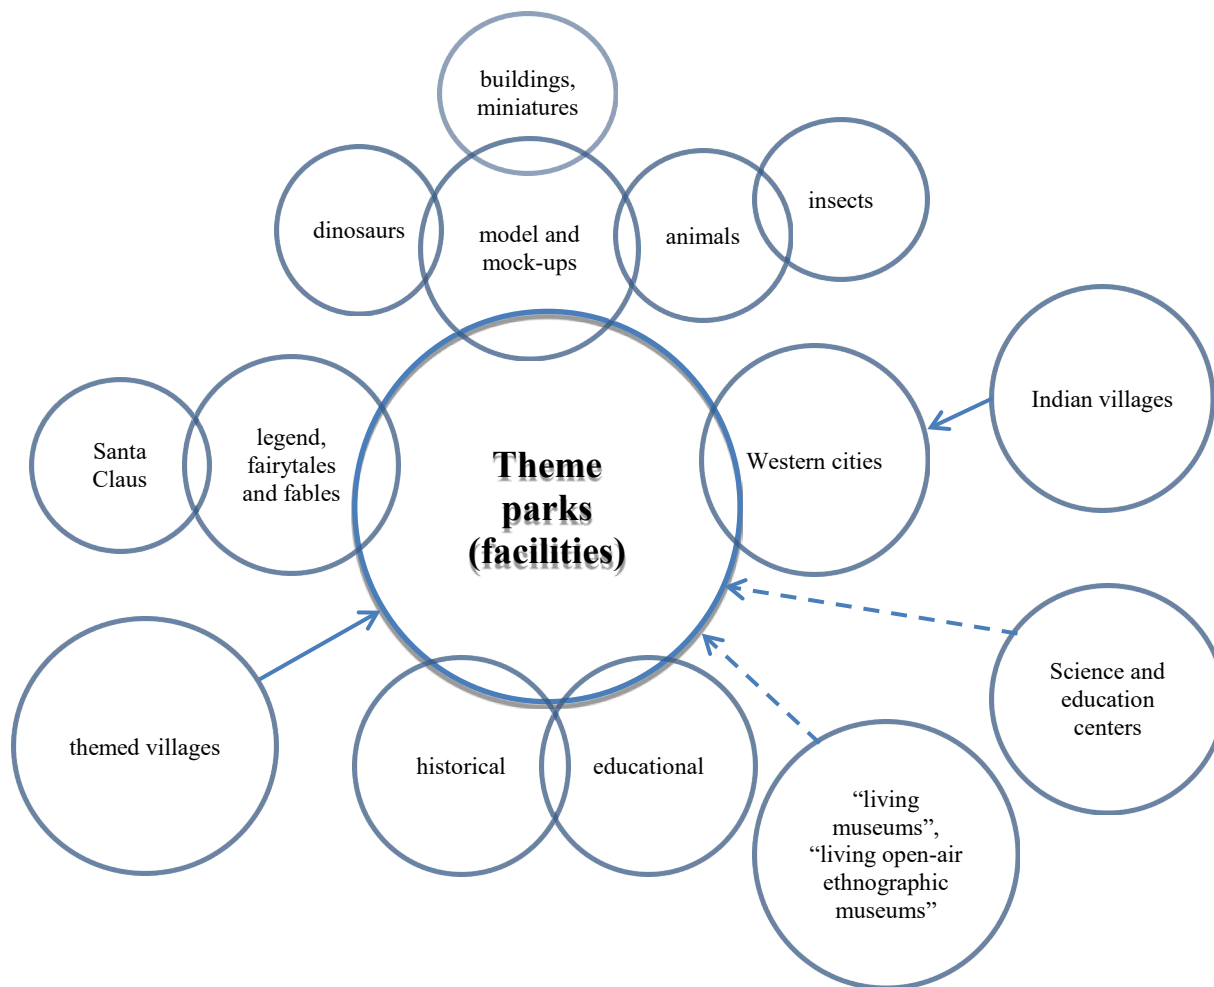 buildings,
miniatures
dinosaurs
model and
mock-ups
animals
insects
Santa
Claus
legend,
fairytales
and fables
Theme
parks
(facilities)
Western cities
Indian villages
themed villages
historical
educational
“living
museums”,
“living open-air
ethnographic
museums”
Science and
education
centers